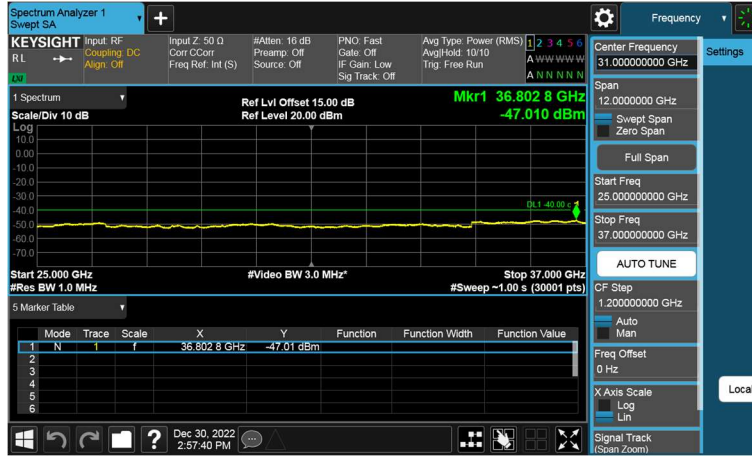 Spectrum Analyzer 1
Swept SA
+
Frequency
KEYSIGHT
RL
LXI
Input: RF
Coupling: DC
Align: Off
Input Z: 50 Ω
Corr CCorr
Freq Ref: Int (S)
#Atten: 16 dB
Preamp: Off
Source: Off
PNO: Fast
Gate: Off
IF Gain: Low
Sig Track: Off
Avg Type: Power (RMS)
Avg|Hold: 10/10
Trig: Free Run
1 2 3 4 5 6
A W W W W W
A N N N N N
1 Spectrum
Scale/Div 10 dB
Ref Lvl Offset 15.00 dB
Ref Level 20.00 dBm
Mkr1 36.802 8 GHz
-47.010 dBm
Log
10.0
0.00
-10.0
-20.0
-30.0
-40.0
-50.0
-60.0
-70.0
DL1 -40.00 c
1
Start 25.000 GHz
#Res BW 1.0 MHz
#Video BW 3.0 MHz*
Stop 37.000 GHz
#Sweep ~1.00 s (30001 pts)
5 Marker Table
Mode Trace Scale X Y Function Function Width Function Value
1 N 1 f 36.802 8 GHz -47.01 dBm
2
3
4
5
6
Dec 30, 2022
2:57:40 PM
?
Center Frequency
31.000000000 GHz
Span
12.0000000 GHz
Swept Span
Zero Span
Full Span
Start Freq
25.000000000 GHz
Stop Freq
37.000000000 GHz
AUTO TUNE
CF Step
1.200000000 GHz
Auto
Man
Freq Offset
0 Hz
X Axis Scale
Log
Lin
Signal Track
(Span Zoom)
Settings
Local